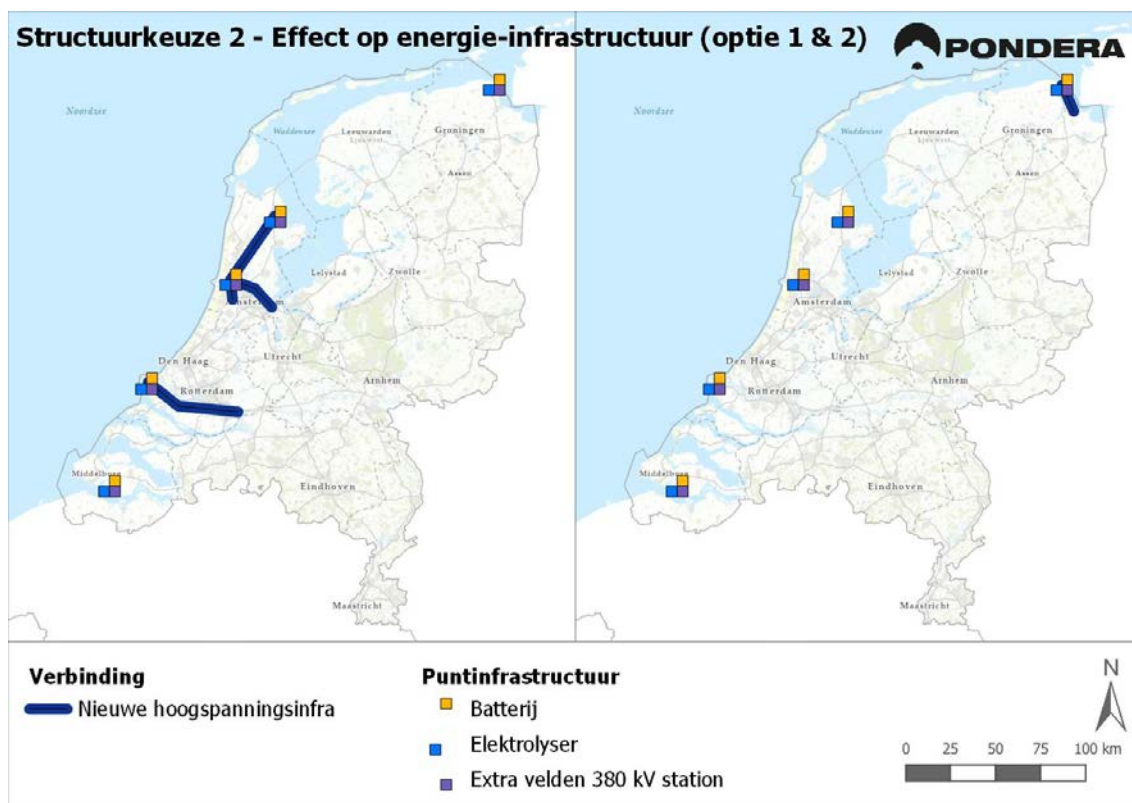 Structuurkeuze 2 - Effect op energie-infrastructuur (optie 1 & 2)
PONDERA
Noordzee
Waddenzee
Leeuwarden
Ljouwert
Groningen
Assen
Lelystad
Zwolle
Amsterdam
Den Haag
Utrecht
Rotterdam
Arnhem
Middelburg
Eindhoven
Maastricht
Noordzee
Waddenzee
Leeuwarden
Ljouwert
Groningen
Assen
Lelystad
Zwolle
Amsterdam
Den Haag
Utrecht
Rotterdam
Arnhem
Middelburg
Eindhoven
Maastricht
Verbinding
Nieuwe hoogspanningsinfra
Puntinfrastructuur
Batterij
Elektrolyser
Extra velden 380 kV station
N
0 25 50 75 100 km